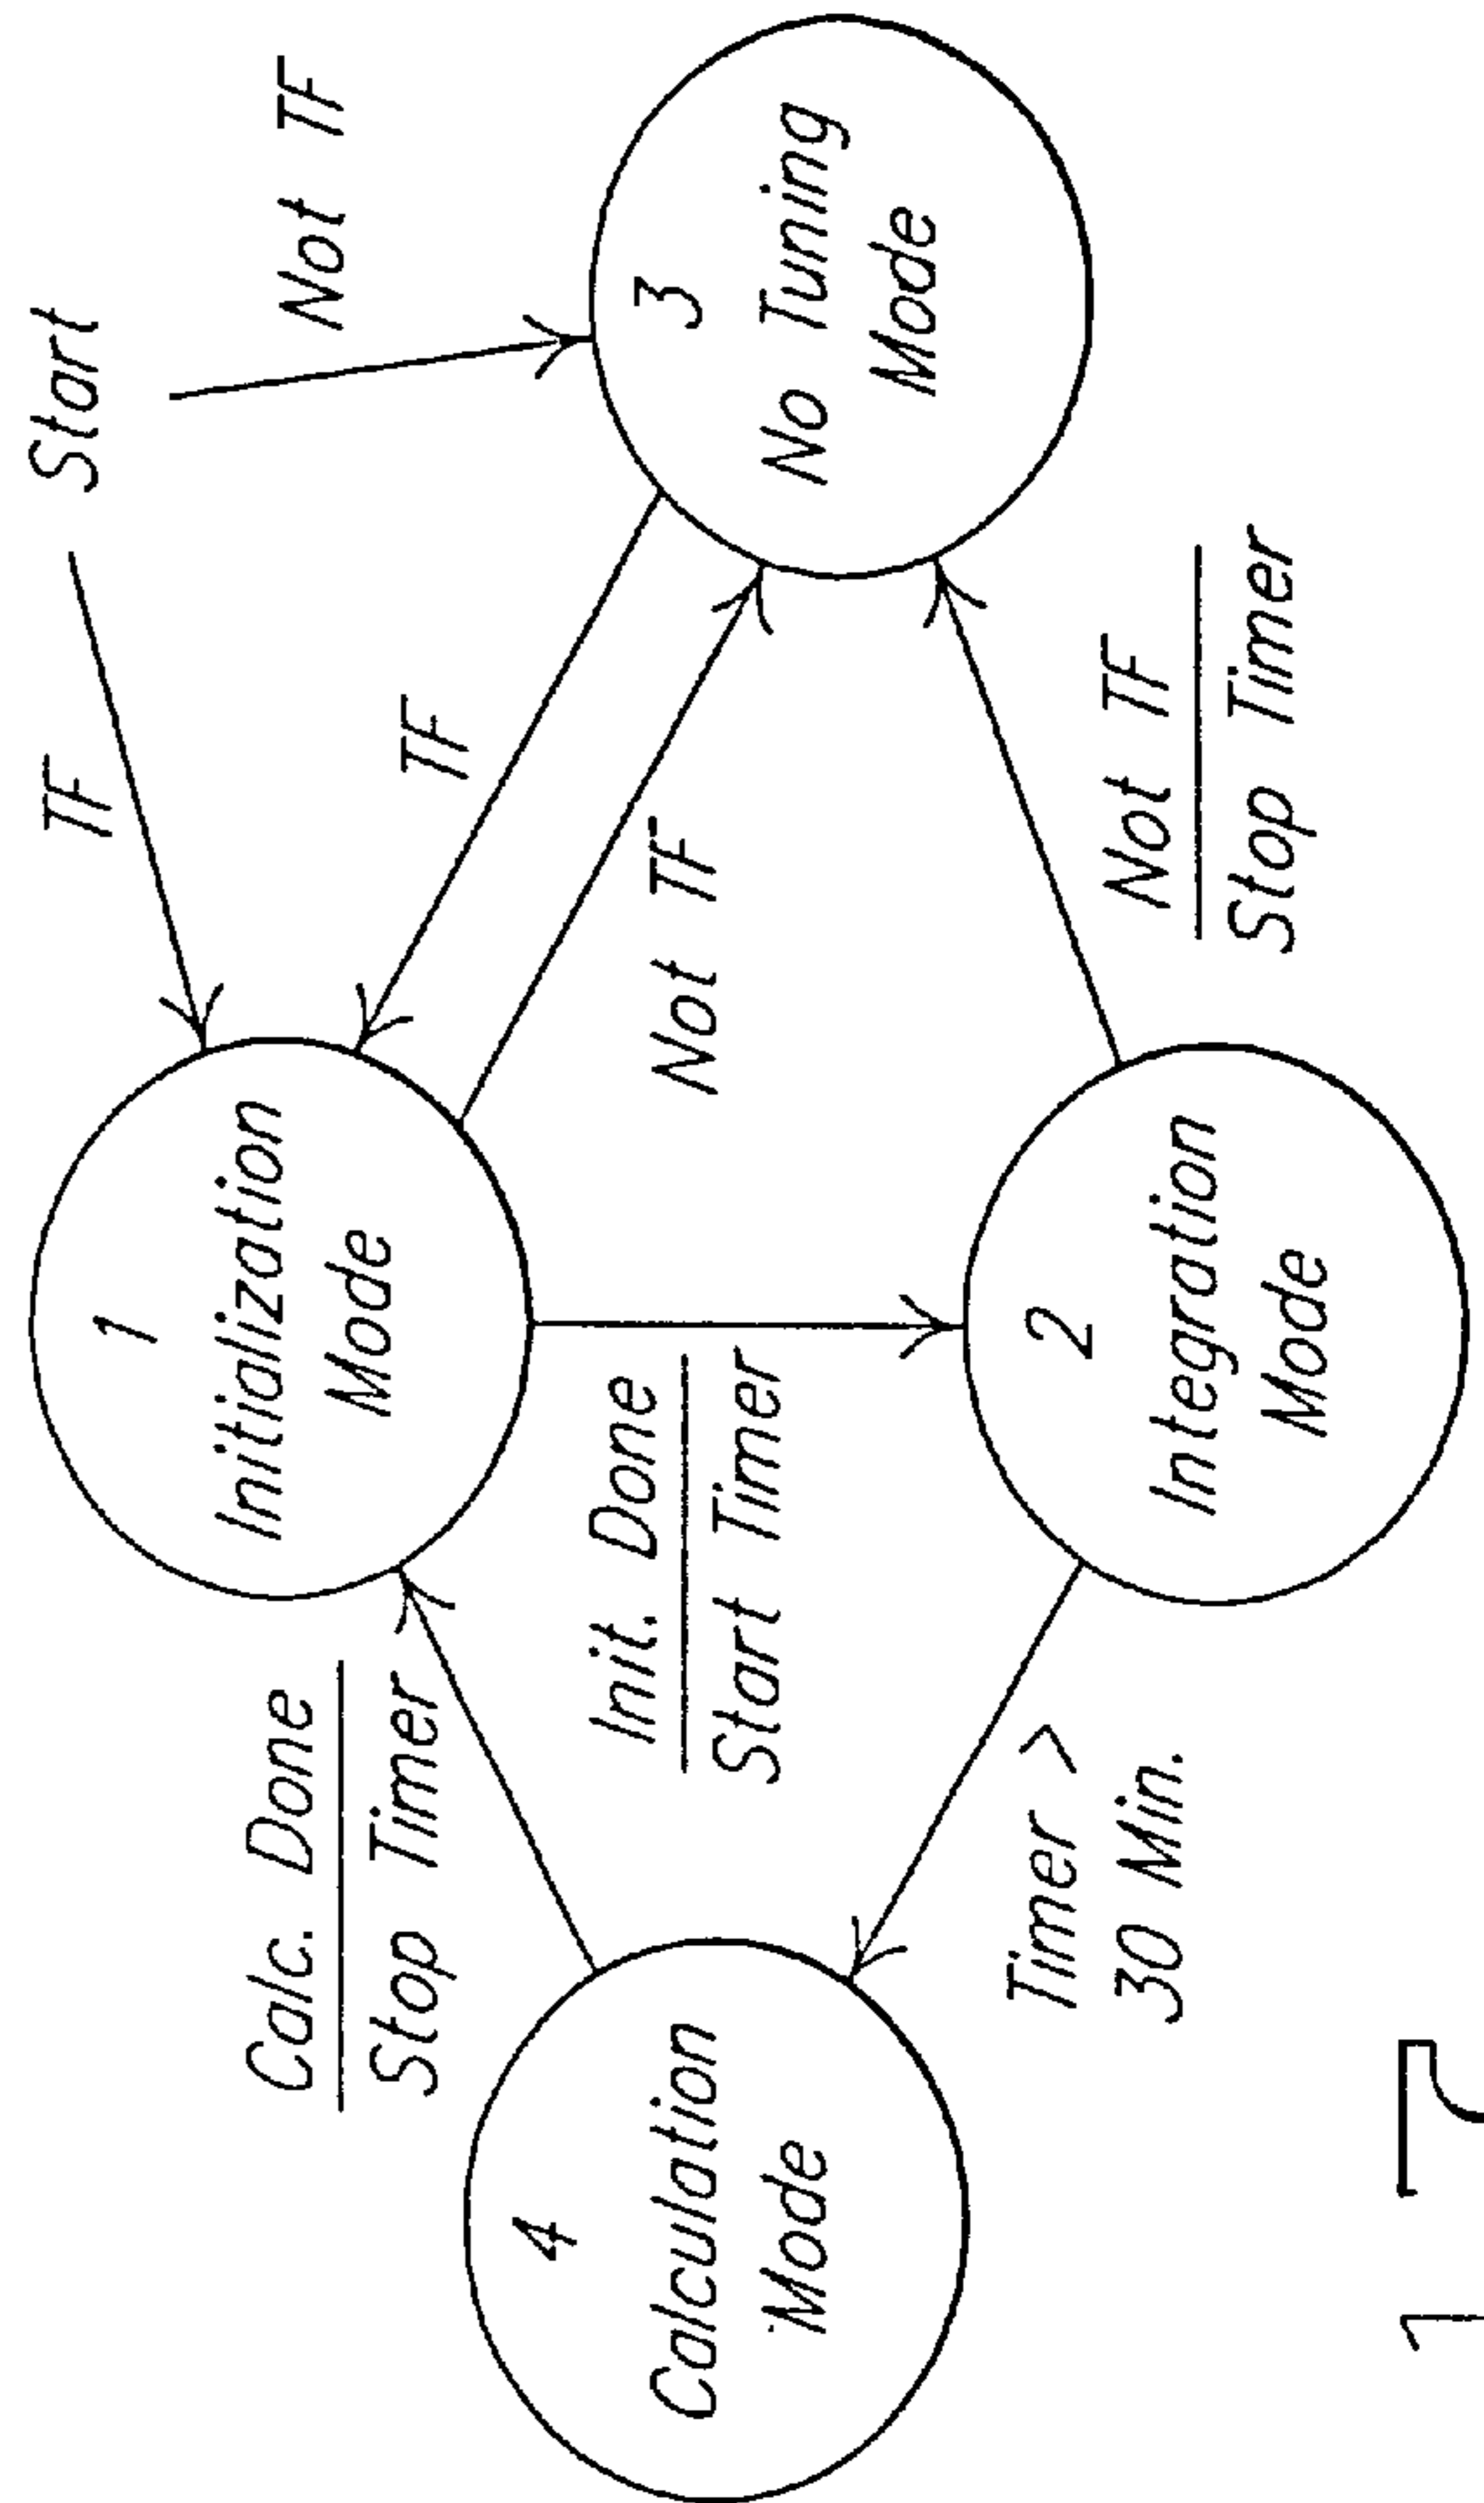 Start
TF
Not TF
TF
Not TF
1
Initialization
Mode
3
No Tuning
Mode
Calc. Done
Stop Timer
Init. Done
Start Timer
4
Calculation
Mode
2
Integration
Mode
Not TF
Stop Timer
Timer >
30 Min.